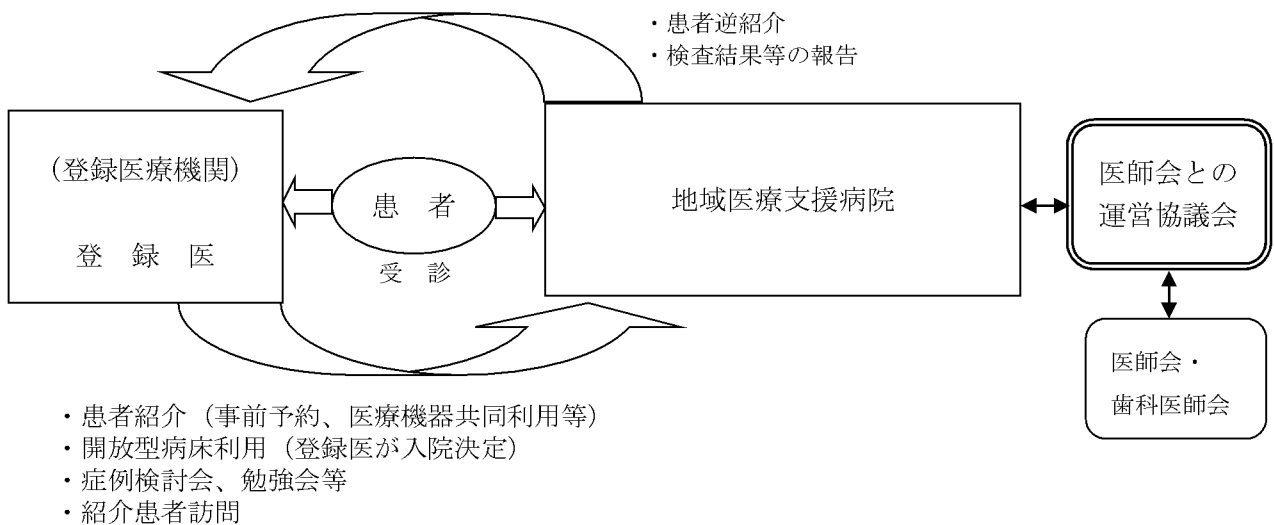 ・患者逆紹介
・検査結果等の報告
(登録医療機関)
登　録　医
患　者
受　診
地域医療支援病院
医師会との
運営協議会
医師会・
歯科医師会
・患者紹介（事前予約、医療機器共同利用等）
・開放型病床利用（登録医が入院決定）
・症例検討会、勉強会等
・紹介患者訪問